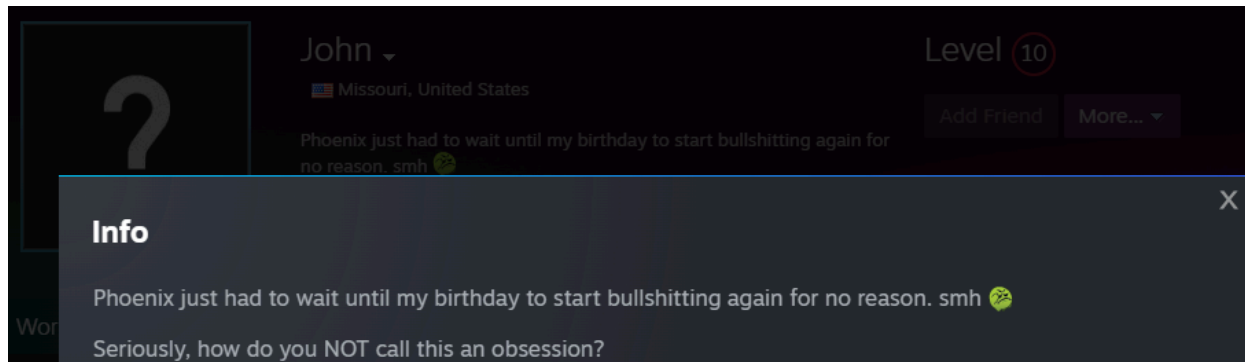 John
Level 10
Missouri, United States
Add Friend More...
Phoenix just had to wait until my birthday to start bullshitting again for
no reason. smh
X
Info
Phoenix just had to wait until my birthday to start bullshitting again for no reason. smh
Wor
Seriously, how do you NOT call this an obsession?